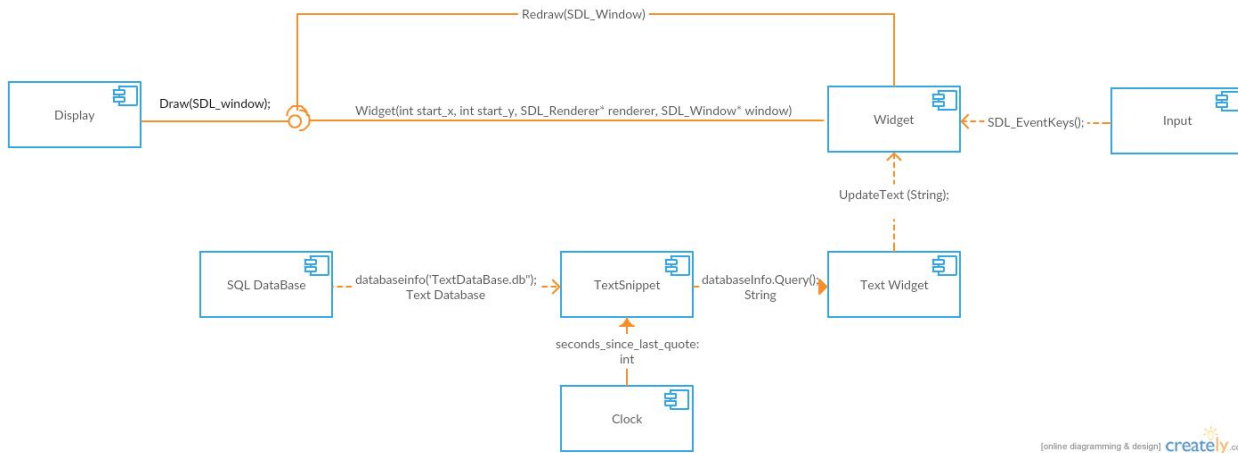 Redraw(SDL_Window)
Display
Draw(SDL_window);
Widget(int start_x, int start_y, SDL_Renderer* renderer, SDL_Window* window)
Widget
SDL_EventKeys();
Input
UpdateText (String);
SQL DataBase
databaseinfo("TextDataBase.db");
Text Database
TextSnippet
databaseInfo.Query();
String
Text Widget
seconds_since_last_quote:
int
Clock
[online diagramming & design] creately.co